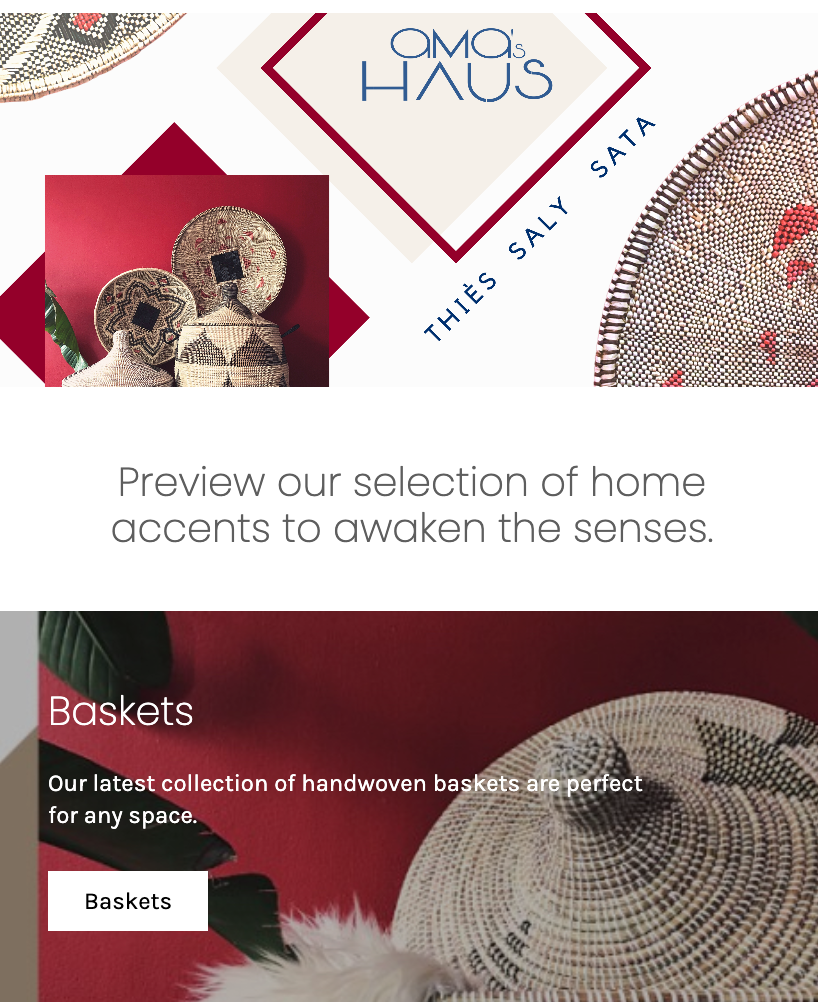 AMA's
HAUS
THIÈS SALY SATA
Preview our selection of home
accents to awaken the senses.
Baskets
Our latest collection of handwoven baskets are perfect
for any space.
Baskets